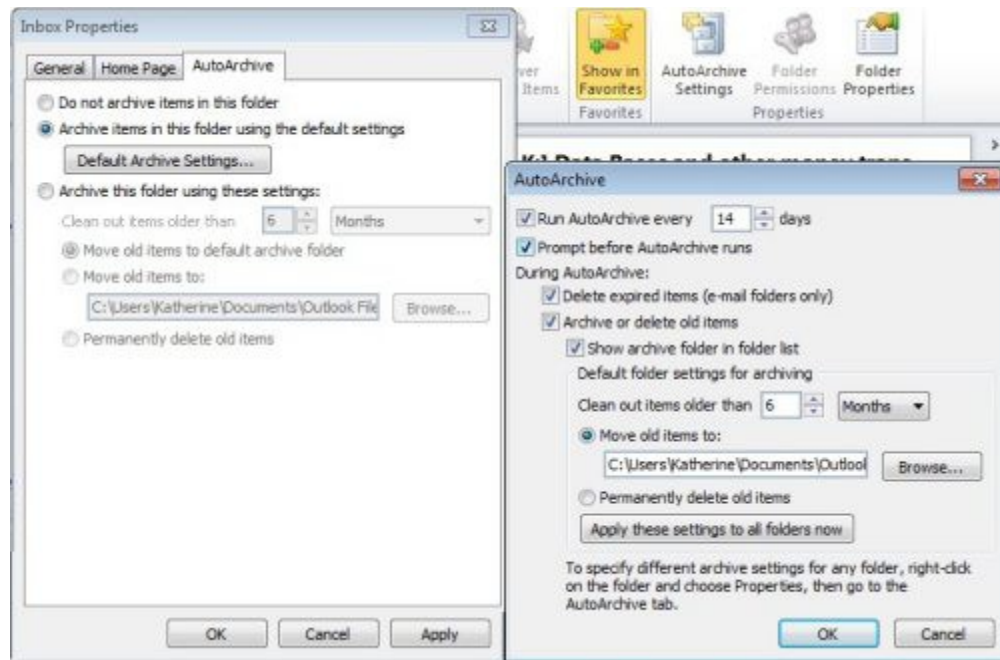 Inbox Properties
General Home Page AutoArchive
Do not archive items in this folder
Archive items in this folder using the default settings
Default Archive Settings...
Archive this folder using these settings:
Clean out items older than 6 Months
Move old items to default archive folder
Move old items to:
C:\Users\Katherine\Documents\Outlook File Browse...
Permanently delete old items
OK Cancel Apply
Show in Favorites
AutoArchive Settings
Folder Permissions
Folder Properties
Items
Favorites Properties
AutoArchive
Run AutoArchive every 14 days
Prompt before AutoArchive runs
During AutoArchive:
Delete expired items (e-mail folders only)
Archive or delete old items
Show archive folder in folder list
Default folder settings for archiving
Clean out items older than 6 Months
Move old items to:
C:\Users\Katherine\Documents\Outlool Browse...
Permanently delete old items
Apply these settings to all folders now
To specify different archive settings for any folder, right-click
on the folder and choose Properties, then go to the
AutoArchive tab.
OK Cancel